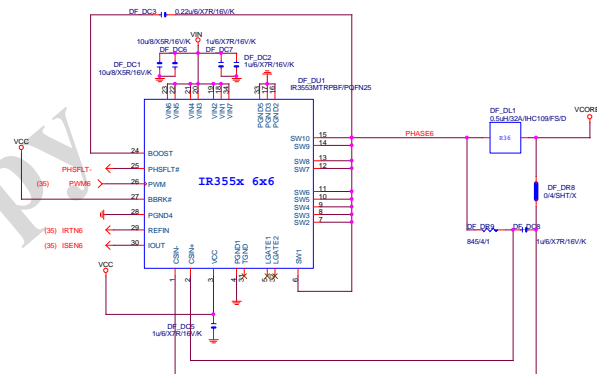 DF_DC3
0.22u/6/X7R/16V/K
VIN
10u/8/X5R/16V/K
1u/6/X7R/16V/K
DF_DC6
DF_DC7
DF_DC1
10u/8/X5R/16V/K
DF_DC2
1u/6/X7R/16V/K
DF_DU1
IR3553MTRPBF/PQFN25
23
22
21
20
19
18
34
33
17
16
VIN6
VIN5
VIN4
VIN3
VIN2
VIN1
VIN7
PGND5
PGND3
PGND2
VCC
24
BOOST
PHSFLT-
25
PHSFLT#
(35)
PWM6
26
PWM
27
BBRK#
28
PGND4
(35)
IRTN6
29
REFIN
(35)
ISEN6
30
IOUT
IR355x 6x6
SW10
15
SW9
14
SW8
13
SW7
12
SW6
11
SW5
10
SW4
9
SW3
8
SW2
7
PHASE6
DF_DL1
0.5uH/32A/IHC109/FS/D
R36
VCORE
DF_DR8
0/4/SHT/X
DF_DR9
845/4/1
DF_DC8
1u/6/X7R/16V/K
CSIN-
CSIN+
VCC
PGND1
TGND
LGATE1
LGATE2
SW1
1
2
3
4
31
5
6
VCC
DF_DC5
1u/6/X7R/16V/K
py